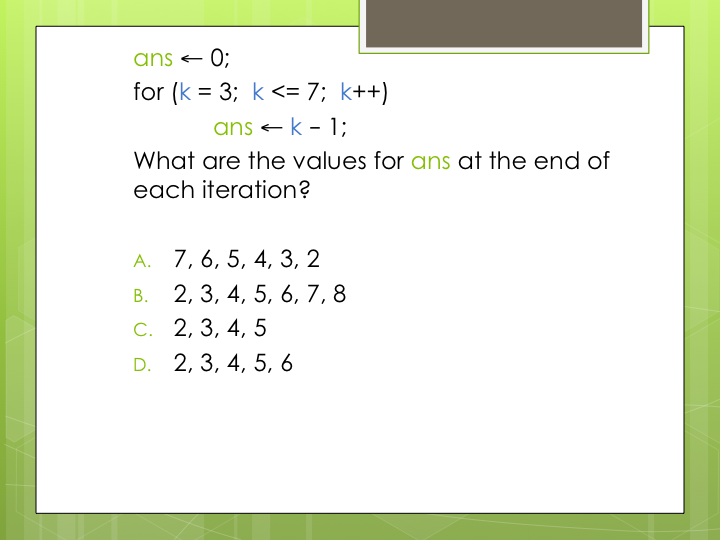 ans ← 0;
for (k = 3;  k <= 7;  k++)
ans ← k – 1;
What are the values for ans at the end of
each iteration?
A. 7, 6, 5, 4, 3, 2
B. 2, 3, 4, 5, 6, 7, 8
C. 2, 3, 4, 5
D. 2, 3, 4, 5, 6